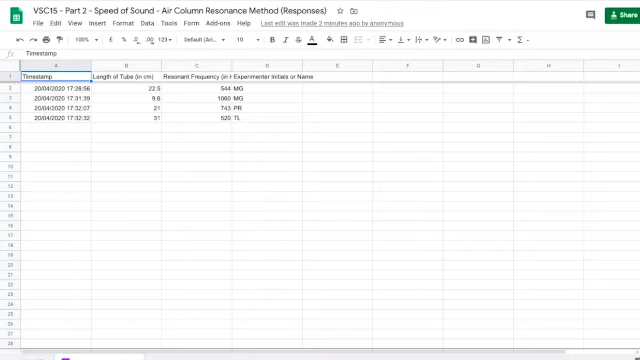 VSC15 - Part 2 - Speed of Sound - Air Column Resonance Method (Responses)
File Edit View Insert Format Data Tools Form Add-ons Help Last edit was made 2 minutes ago by anonymous
Share
100% £ % .0 .00 123 Default (Ari... 10 B I S A
fx Timestamp
A B C D E F G H I
1 Timestamp Length of Tube (in cm) Resonant Frequency (in H Experimenter Initials or Name
2 20/04/2020 17:28:56 22.5 544 MG
3 20/04/2020 17:31:39 9.6 1060 MG
4 20/04/2020 17:32:07 21 743 PR
5 20/04/2020 17:32:32 31 520 TL
6
7
8
9
10
11
12
13
14
15
16
17
18
19
20
21
22
23
24
25
26
27
28